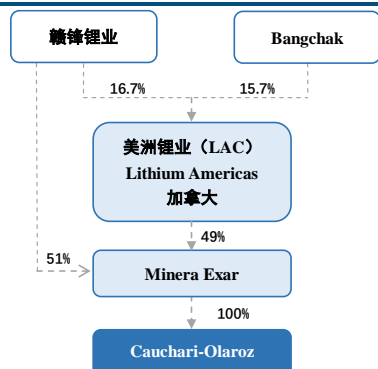 赣锋锂业
Bangchak
16.7%
15.7%
美洲锂业（LAC）
Lithium Americas
加拿大
49%
51%
Minera Exar
100%
Cauchari-Olaroz